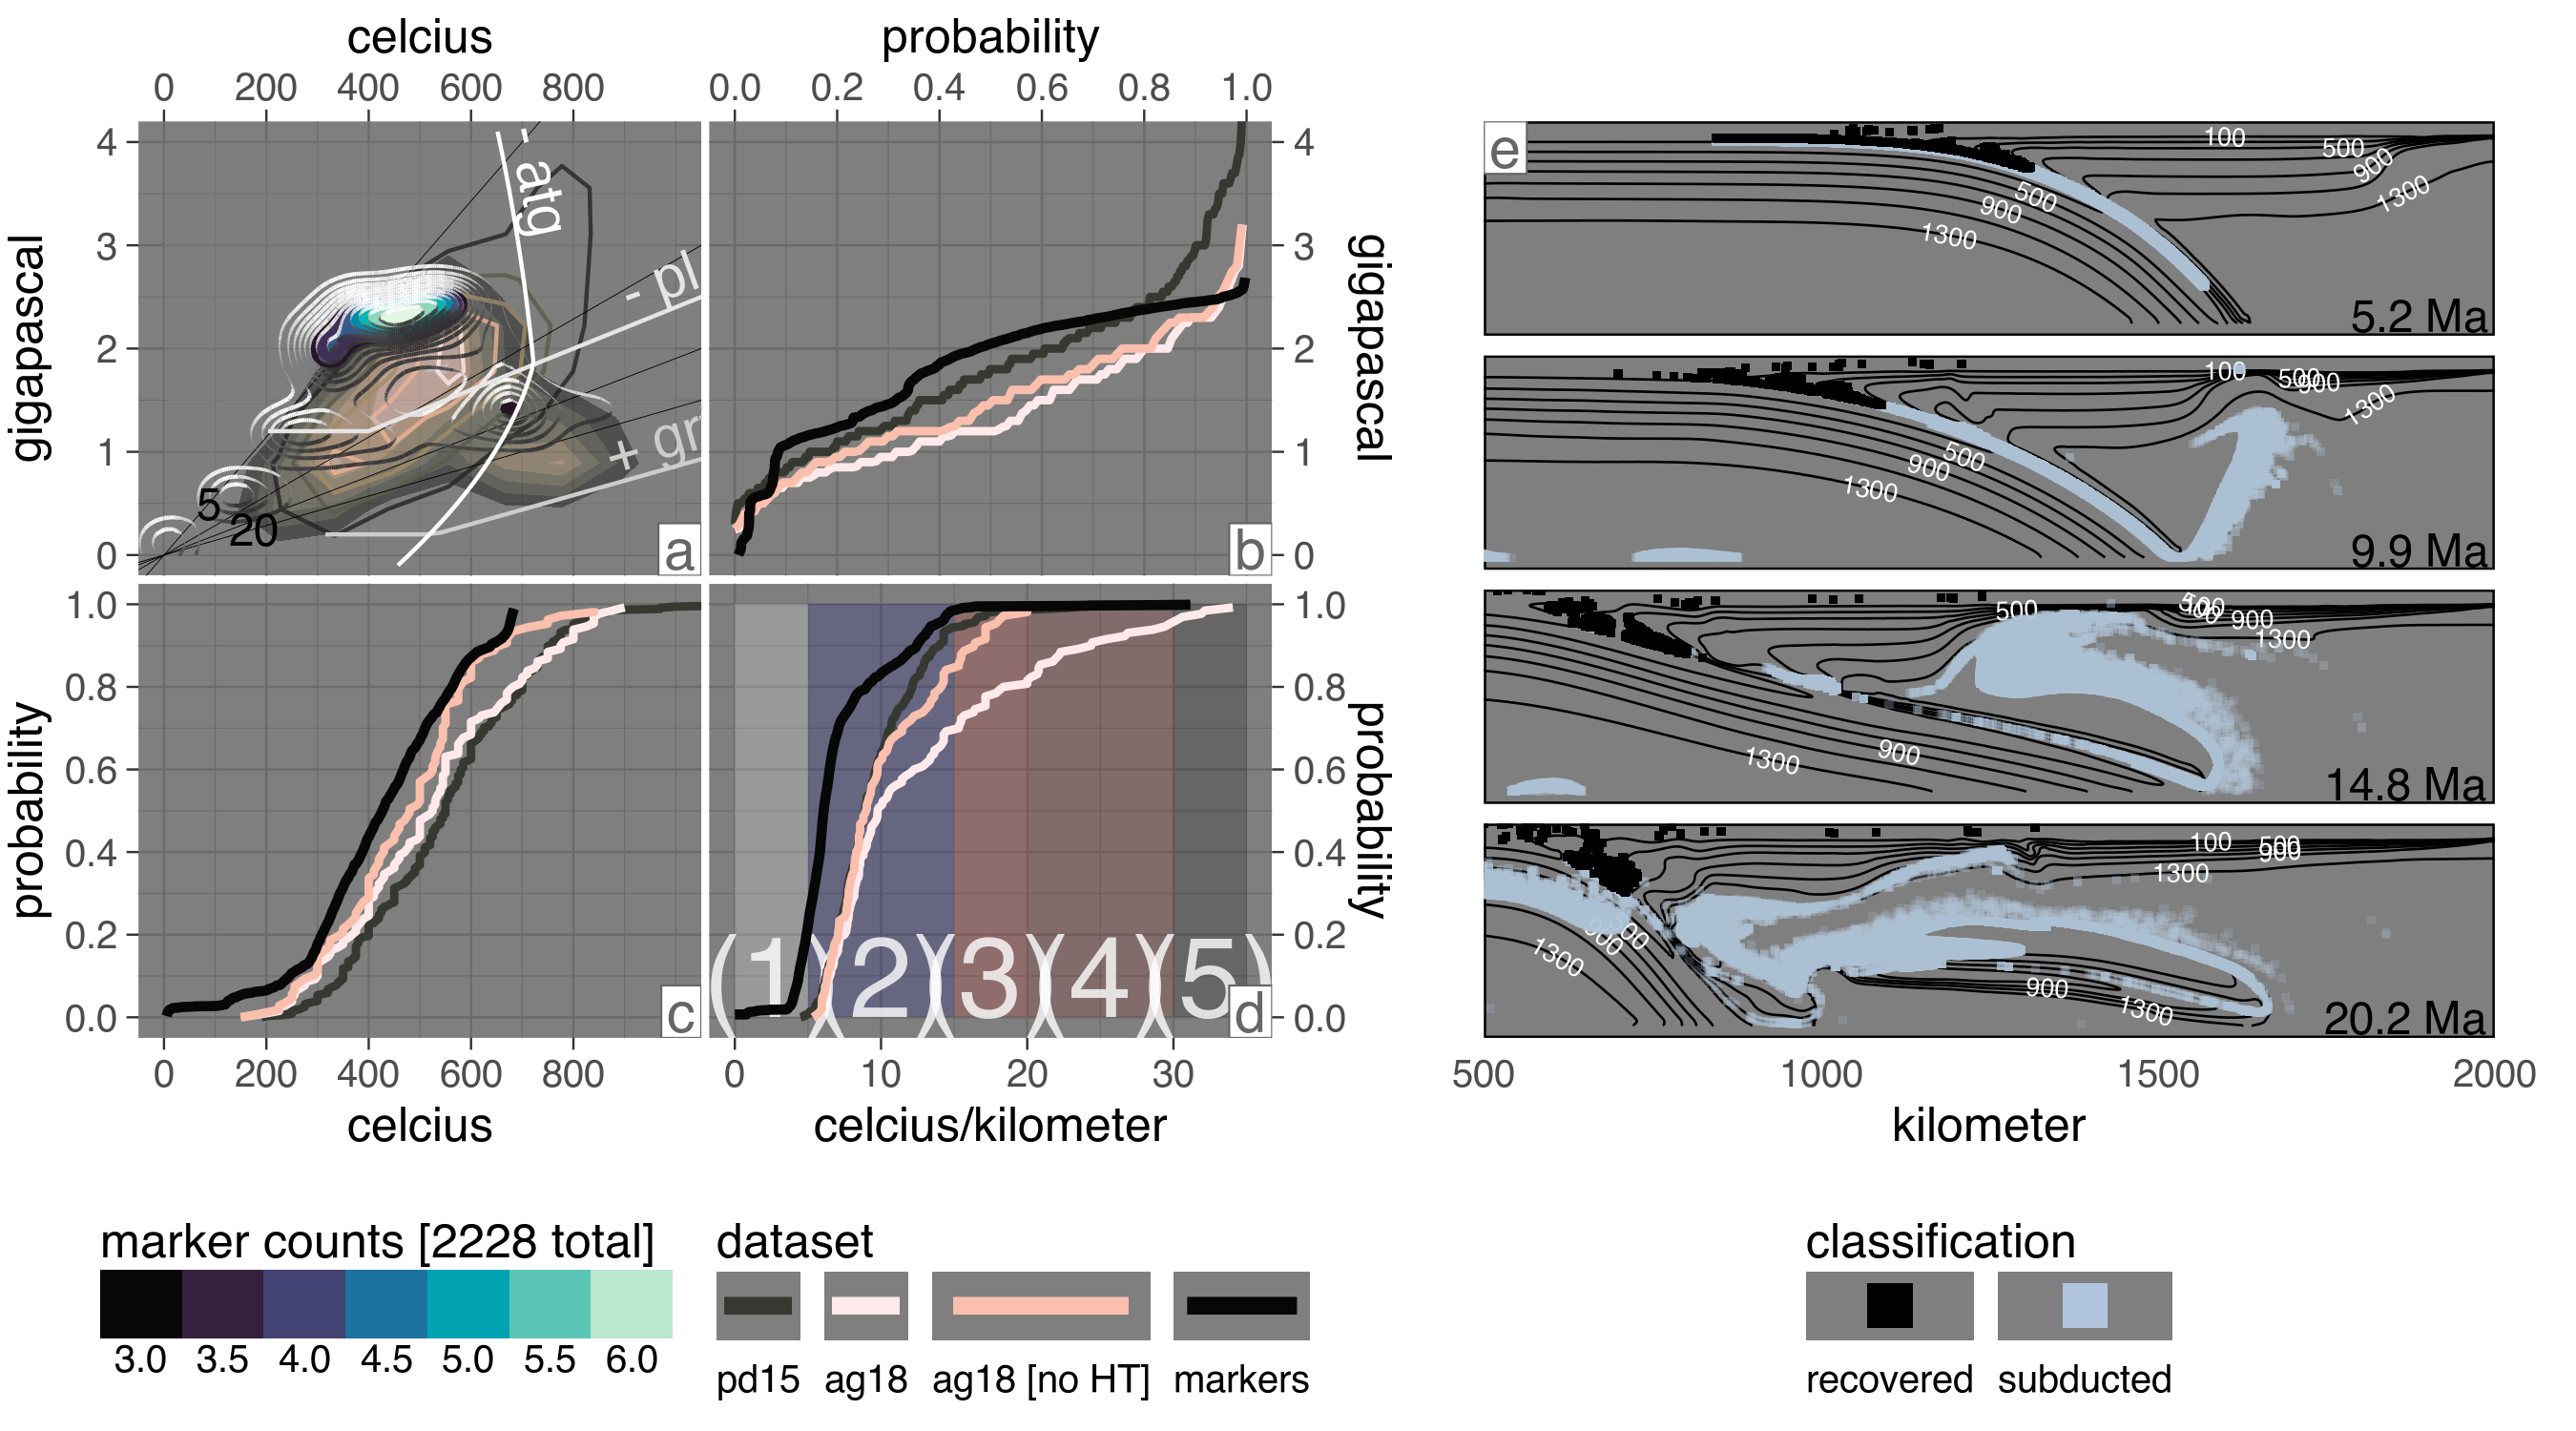 celcius
probability
0 200 400 600 800
0.0 0.2 0.4 0.6 0.8 1.0
gigapascal
4
3
2
1
0
- atg
- pl
+ gr
5
20
a
b
4
3
2
1
0
gigapascal
probability
1.0
0.8
0.6
0.4
0.2
0.0
c
(1)(2)(3)(4)(5)
d
1.0
0.8
0.6
0.4
0.2
0.0
probability
0 200 400 600 800
0 10 20 30
celcius
celcius/kilometer
e
100
500
900
1300
500
900
1300
5.2 Ma
100
500
900
1300
500
900
1300
9.9 Ma
500
500
100
900
1300
900
1300
14.8 Ma
100
500
900
1300
900
1300
900
1300
20.2 Ma
500 1000 1500 2000
kilometer
marker counts [2228 total]
3.0 3.5 4.0 4.5 5.0 5.5 6.0
dataset
pd15 ag18 ag18 [no HT] markers
classification
recovered subducted